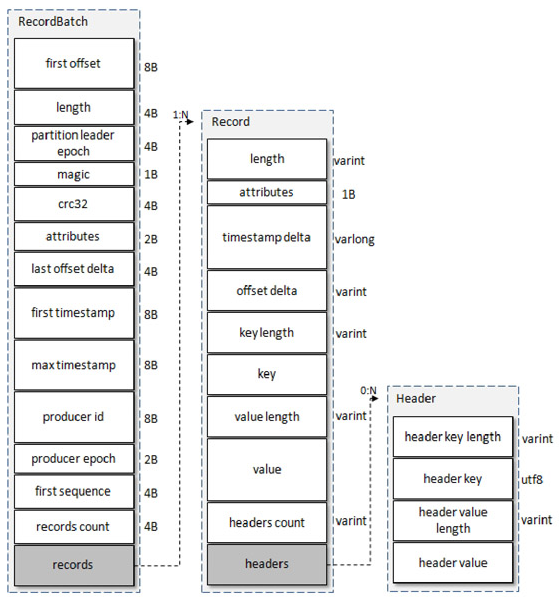 RecordBatch
first offset
8B
length
4B
partition leader
epoch
4B
magic
1B
crc32
4B
attributes
2B
last offset delta
4B
first timestamp
8B
max timestamp
8B
producer id
8B
producer epoch
2B
first sequence
4B
records count
4B
records
1:N
Record
length
varint
attributes
1B
timestamp delta
varlong
offset delta
varint
key length
varint
key
value length
varint
value
headers count
varint
headers
0:N
Header
header key length
varint
header key
utf8
header value
length
varint
header value